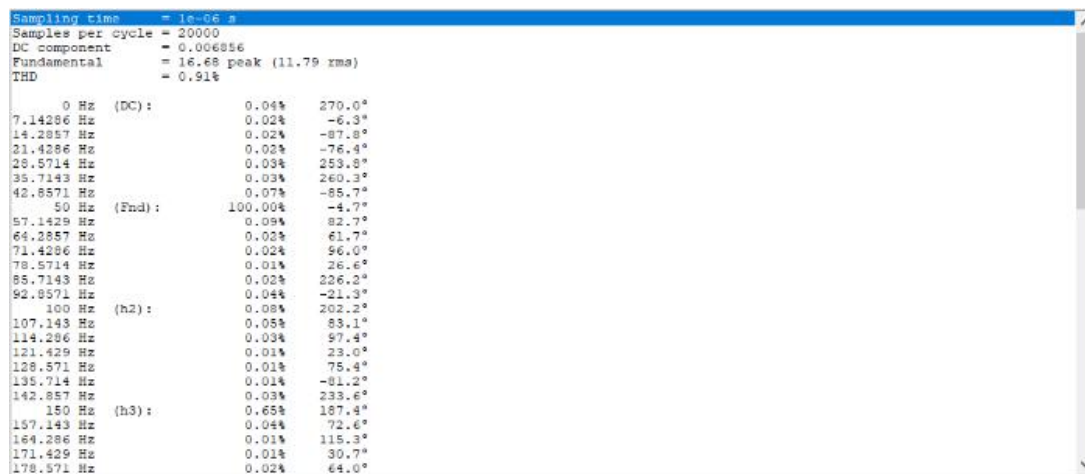 Sampling time = 1e-06 s
Samples per cycle = 20000
DC component = 0.006856
Fundamental = 16.68 peak (11.79 rms)
THD = 0.91%
0 Hz (DC): 0.04% 270.0°
7.14286 Hz 0.02% -6.3°
14.2857 Hz 0.02% -87.8°
21.4286 Hz 0.02% -76.4°
28.5714 Hz 0.03% 253.8°
35.7143 Hz 0.03% 260.3°
42.8571 Hz 0.07% -85.7°
50 Hz (Fnd): 100.00% -4.7°
57.1429 Hz 0.09% 82.7°
64.2857 Hz 0.02% 61.7°
71.4286 Hz 0.02% 96.0°
78.5714 Hz 0.01% 26.6°
85.7143 Hz 0.02% 226.2°
92.8571 Hz 0.04% -21.3°
100 Hz (h2): 0.08% 202.2°
107.143 Hz 0.05% 83.1°
114.286 Hz 0.03% 97.4°
121.429 Hz 0.01% 23.0°
128.571 Hz 0.01% 75.4°
135.714 Hz 0.01% -81.2°
142.857 Hz 0.03% 233.6°
150 Hz (h3): 0.65% 187.4°
157.143 Hz 0.04% 72.6°
164.286 Hz 0.01% 115.3°
171.429 Hz 0.01% 30.7°
178.571 Hz 0.02% 64.0°